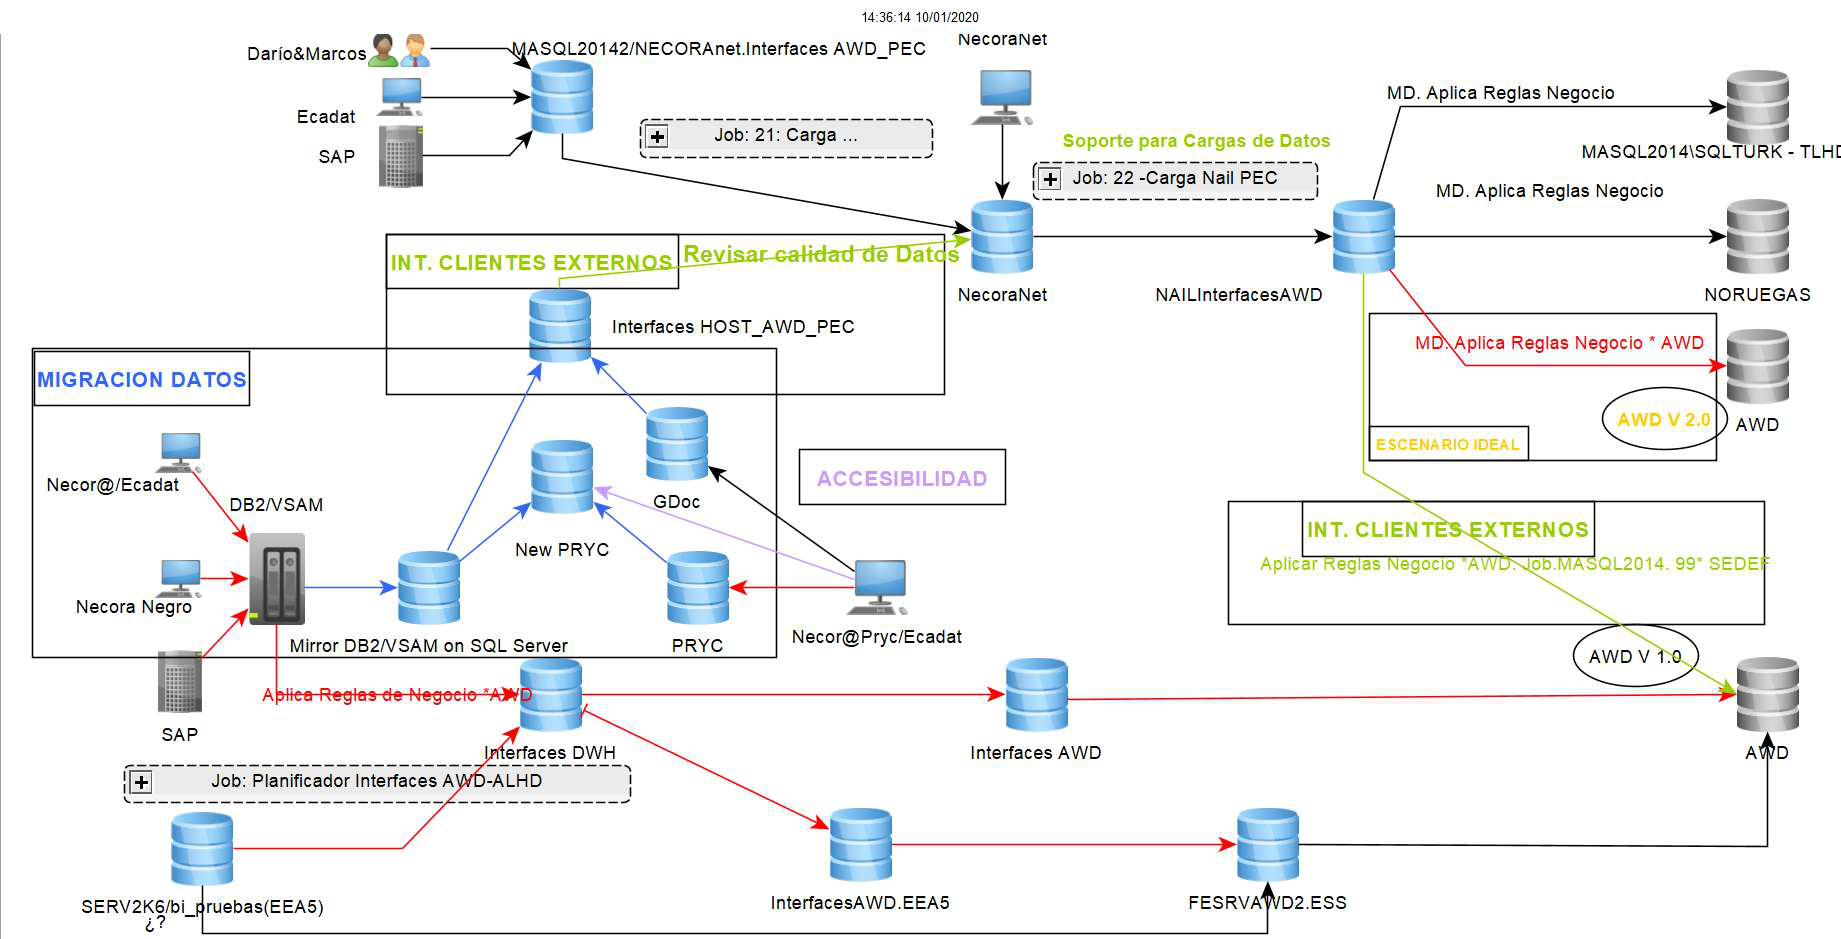 14:36:14 10/01/2020
NecoraNet
Darío&Marcos
MASQL20142/NECORAnet.Interfaces AWD_PEC
MD. Aplica Reglas Negocio
Ecadat
Job: 21: Carga ...
Soporte para Cargas de Datos
SAP
MASQL2014\SQLTURK - TLHD
Job: 22 -Carga Nail PEC
MD. Aplica Reglas Negocio
INT. CLIENTES EXTERNOS
Revisar calidad de Datos
NecoraNet
NAILInterfacesAWD
NORUEGAS
Interfaces HOST_AWD_PEC
MD. Aplica Reglas Negocio * AWD
MIGRACION DATOS
AWD V 2.0
AWD
ESCENARIO IDEAL
Necor@/Ecadat
ACCESIBILIDAD
GDoc
DB2/VSAM
INT. CLIENTES EXTERNOS
New PRYC
Aplicar Reglas Negocio *AWD. Job.MASQL2014. 99* SEDEF
Necora Negro
Necor@Pryc/Ecadat
Mirror DB2/VSAM on SQL Server
PRYC
AWD V 1.0
Aplica Reglas de Negocio *AWD
SAP
Interfaces DWH
Interfaces AWD
AWD
Job: Planificador Interfaces AWD-ALHD
SERV2K6/bi_pruebas(EEA5)
¿?
InterfacesAWD.EEA5
FESRVAWD2.ESS